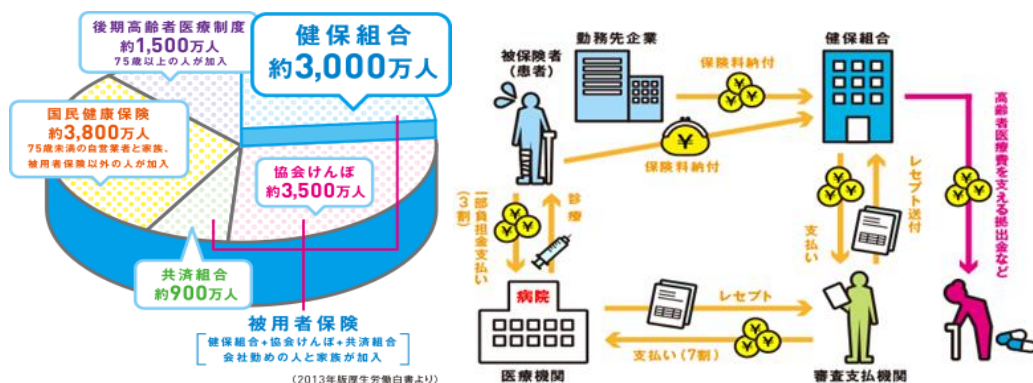 後期高齢者医療制度
約1,500万人
75歳以上の人が加入
健保組合
約3,000万人
国民健康保険
約3,800万人
75歳未満の自営業者と家族、
被用者保険以外の人が加入
協会けんぽ
約3,500万人
共済組合
約900万人
被用者保険
健保組合+協会けんぽ+共済組合
会社勤めの人と家族が加入
(2013年版厚生労働白書より)
被保険者
(患者)
勤務先企業
保険料納付
健保組合
¥
保険料納付
高齢者医療費を支える拠出金など
一部負担金支払い
(3割)
診療
支払い
レセプト送付
病院
レセプト
支払い(7割)
医療機関
審査支払機関